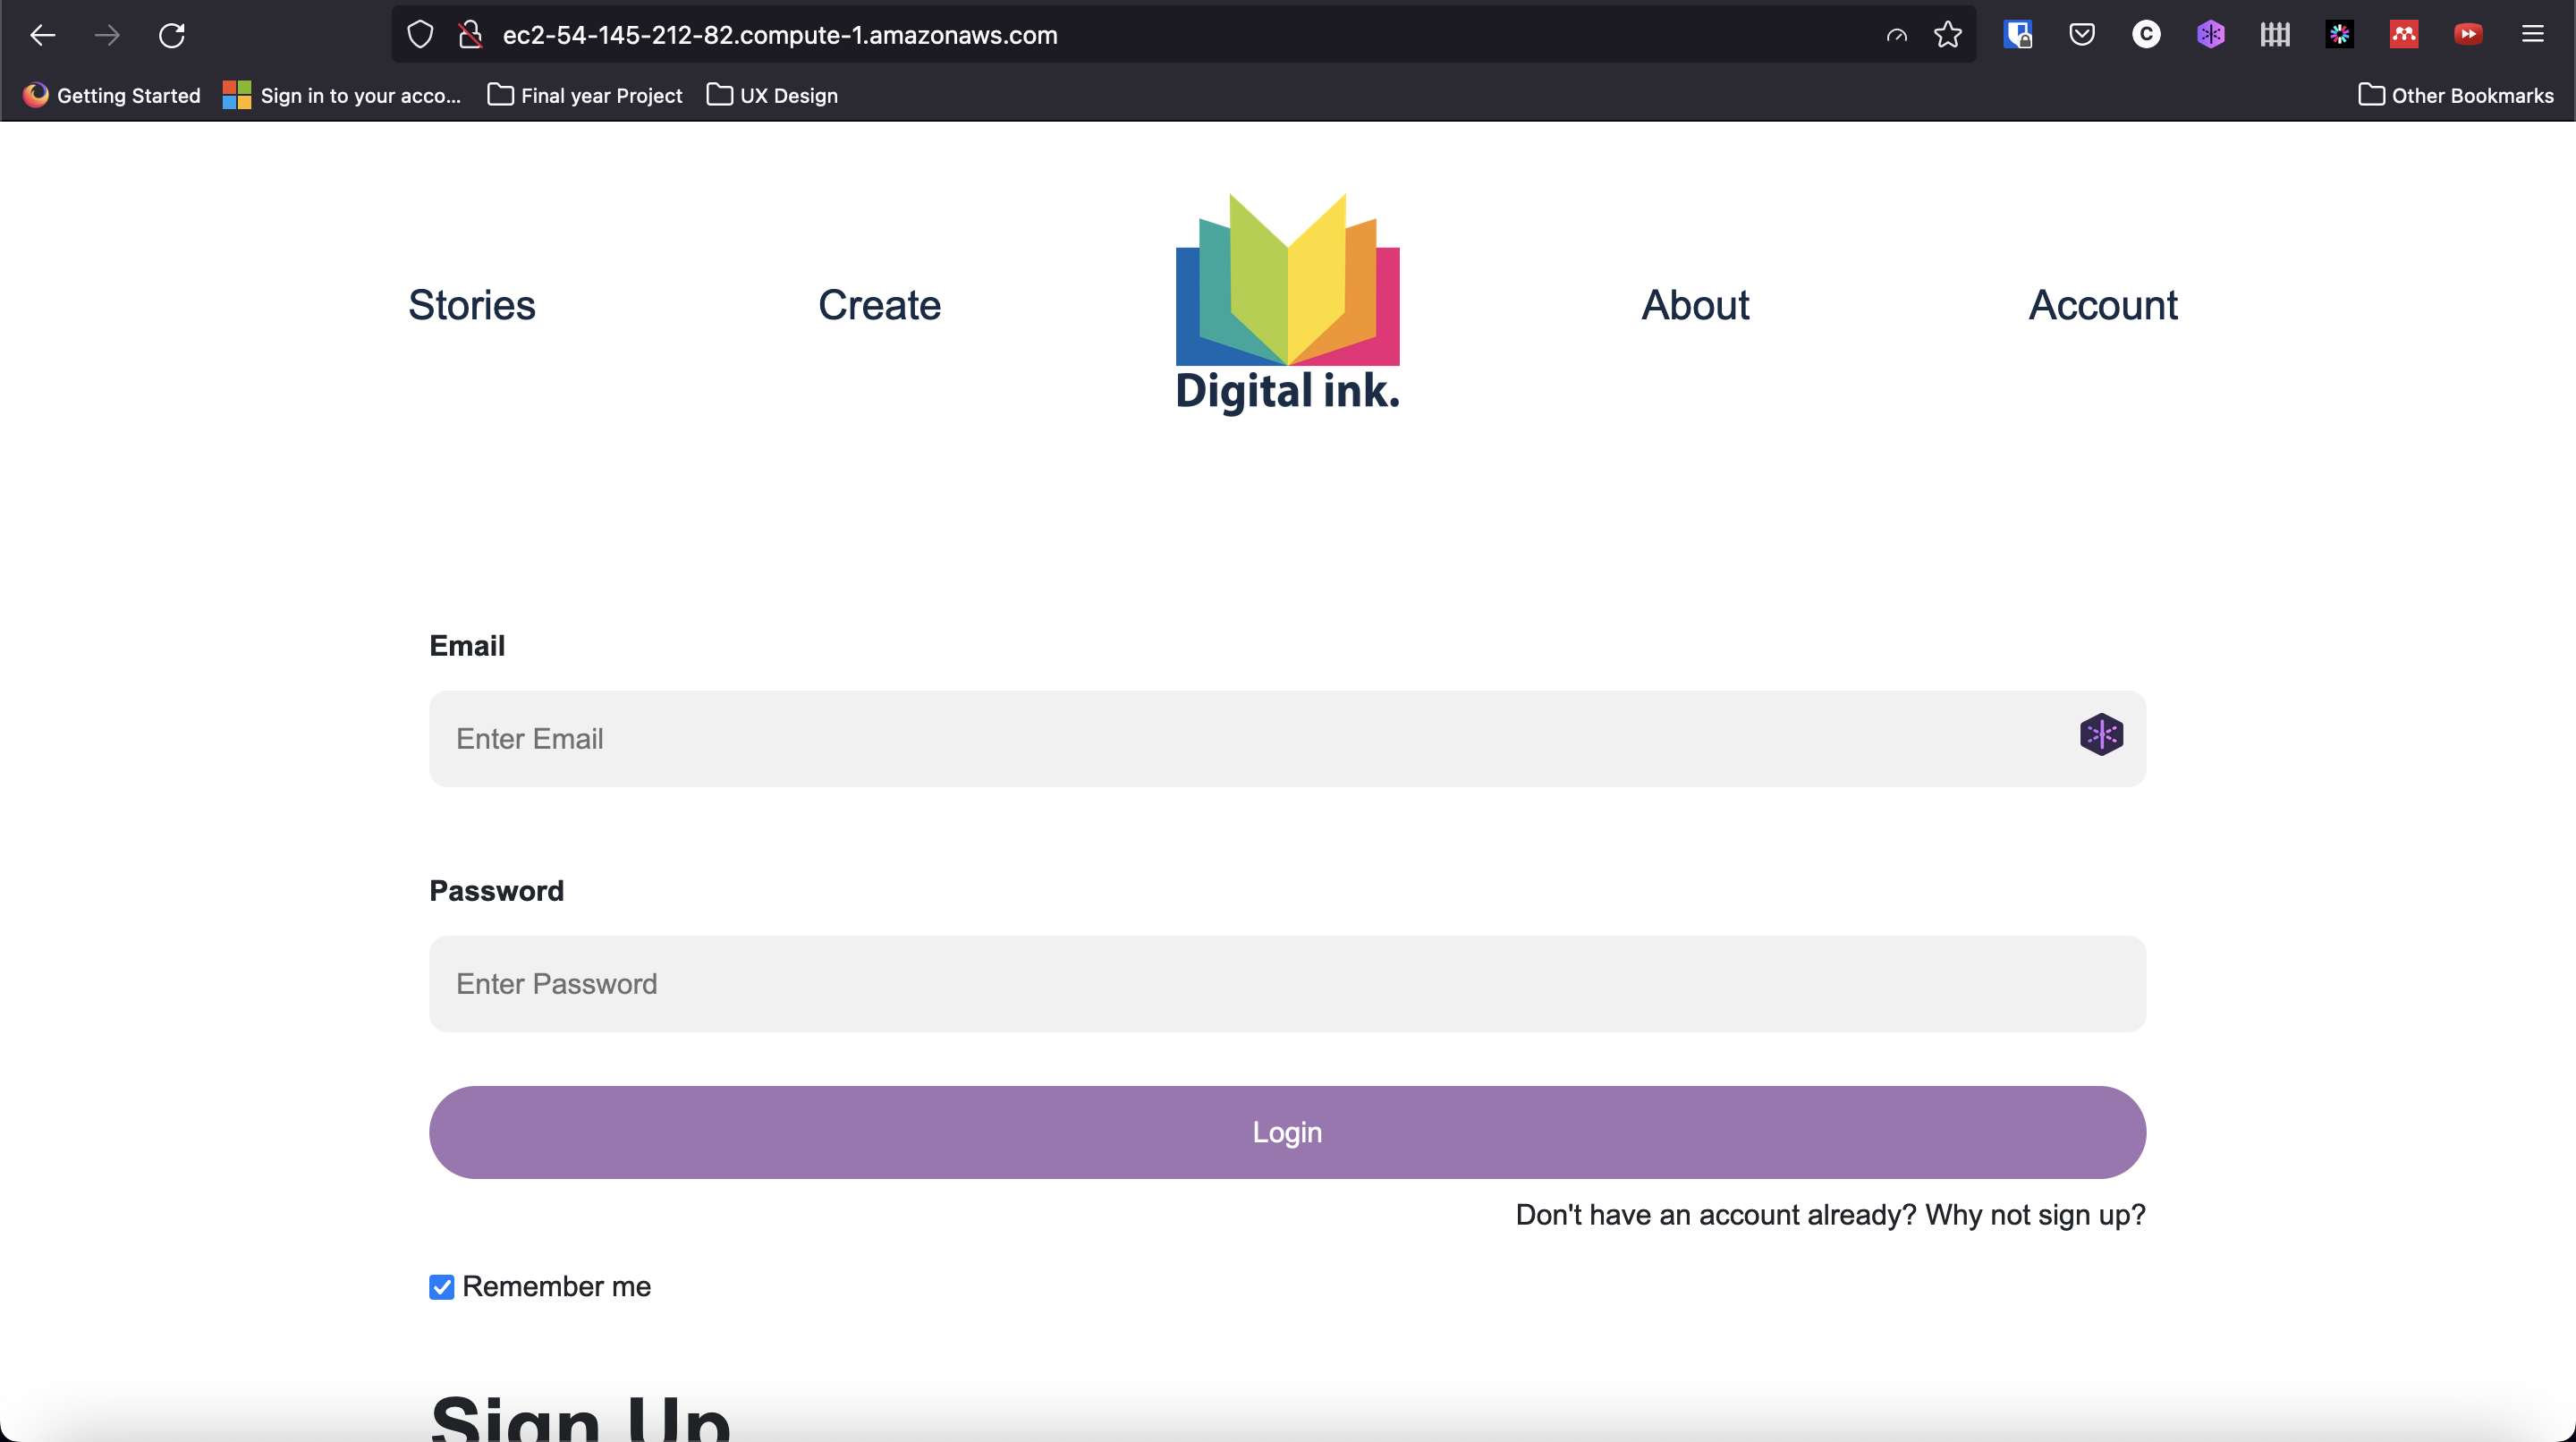 ec2-54-145-212-82.compute-1.amazonaws.com
C
Getting Started
Sign in to your acco...
Final year Project
UX Design
Other Bookmarks
Stories
Create
Digital ink.
About
Account
Email
Enter Email
Password
Enter Password
Login
Don't have an account already? Why not sign up?
Remember me
Sign Up